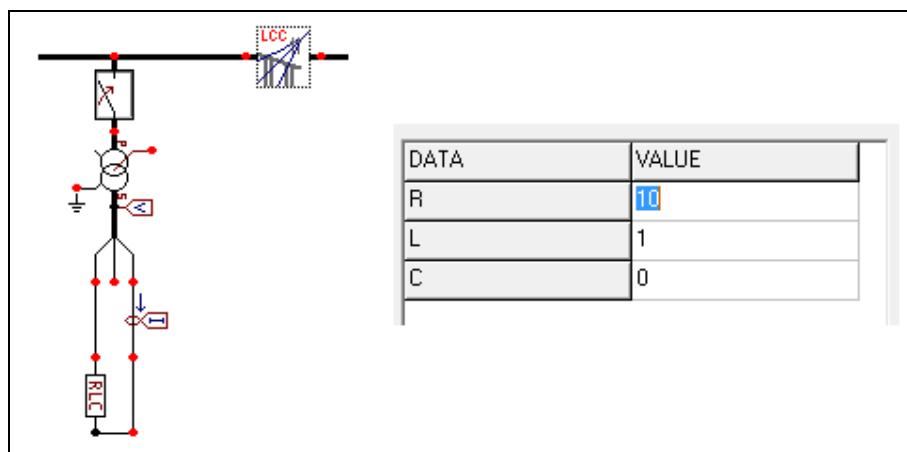 LCC
P
S
V
I
RLC
DATA VALUE
R 10
L 1
C 0